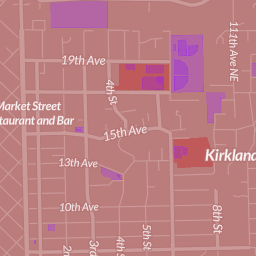 19th Ave
111th Ave NE
4th St
Market Street
staurant and Bar
15th Ave
Kirkland
13th Ave
10th Ave
8th St
5th St
4th St
3rd
2n